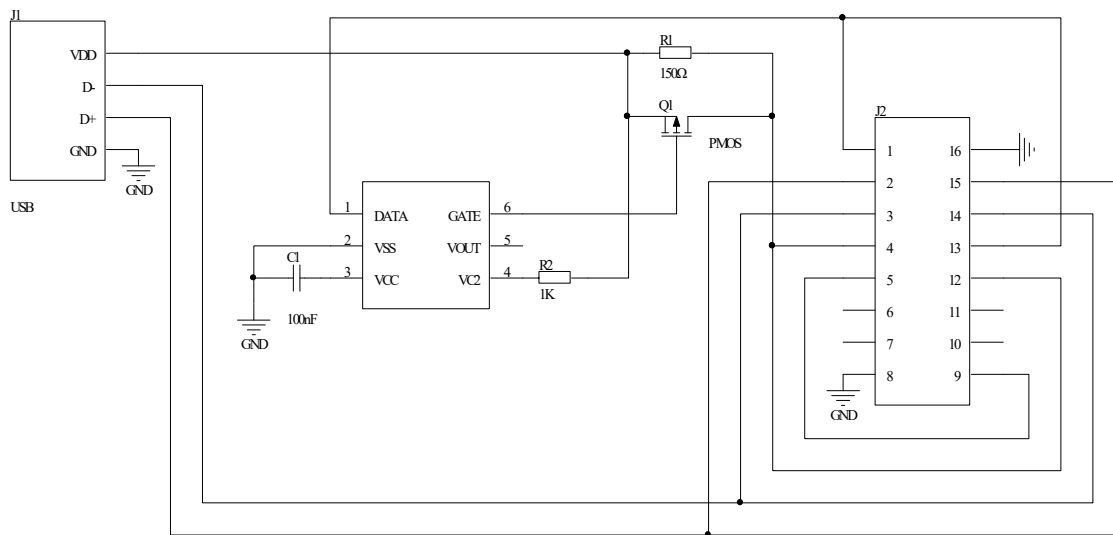 J1
VDD
D-
D+
GND
GND
USB
R1
150Ω
Q1
PMOS
1 DATA GATE 6
2 VSS VOUT 5
3 VCC VC2 4
C1
100nF
GND
R2
1K
J2
1 16
2 15
3 14
4 13
5 12
6 11
7 10
8 9
GND